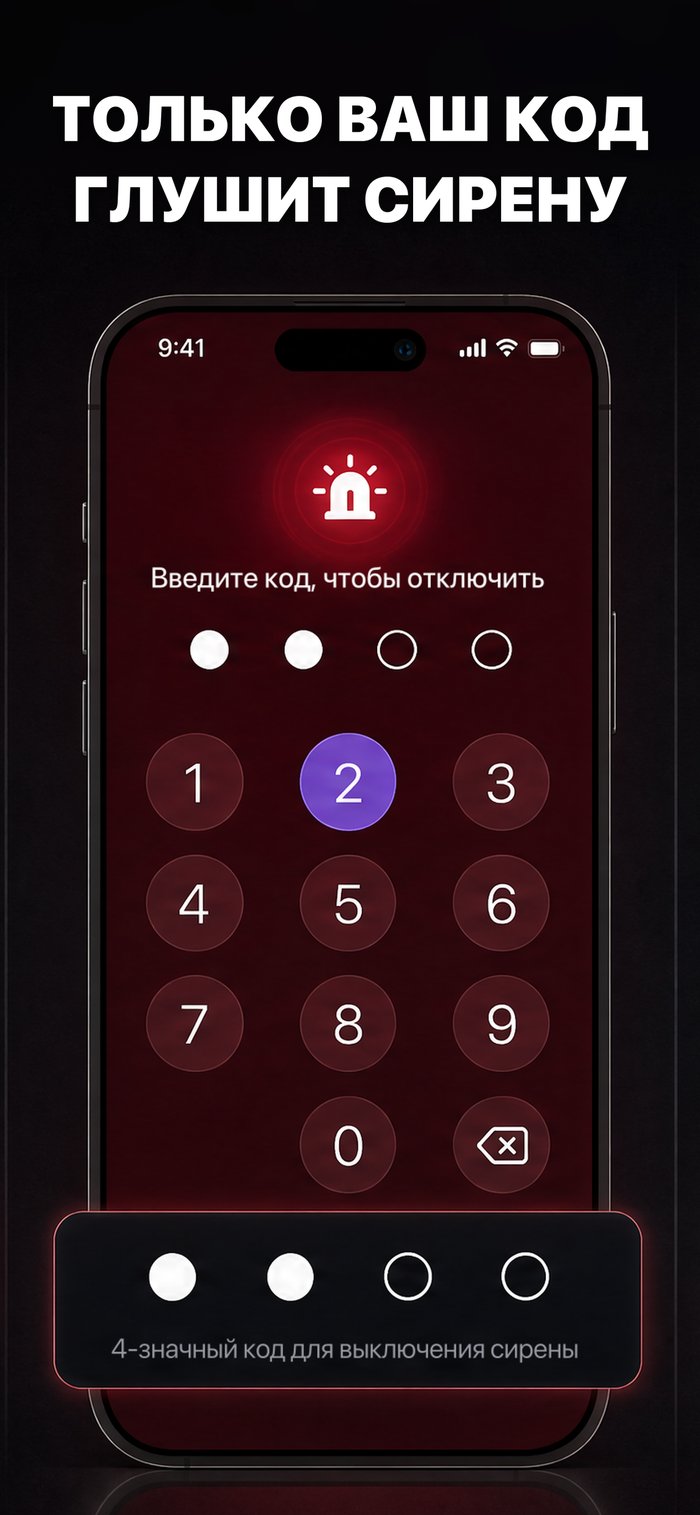 ТОЛЬКО ВАШ КОД
ГЛУШИТ СИРЕНУ
9:41
Введите код, чтобы отключить
1 2 3
4 5 6
7 8 9
0
4-значный код для выключения сирены